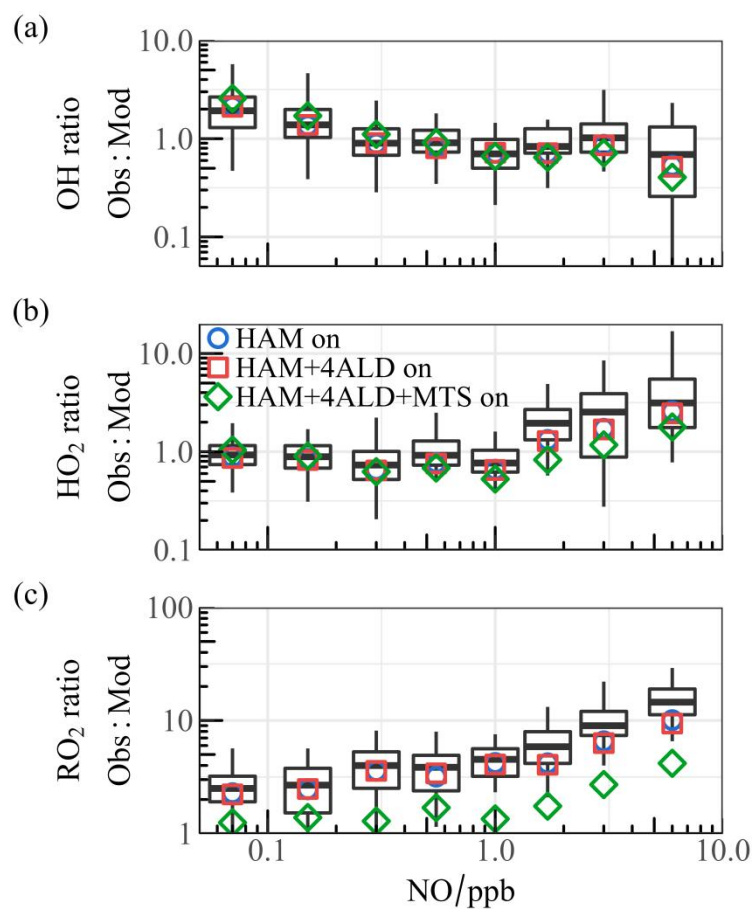 (a)
OH ratio
Obs : Mod
10.0
1.0
0.1
(b)
HO₂ ratio
Obs : Mod
HAM on
HAM+4ALD on
HAM+4ALD+MTS on
10.0
1.0
0.1
(c)
RO₂ ratio
Obs : Mod
100
10
1
0.1
1.0
10.0
NO/ppb